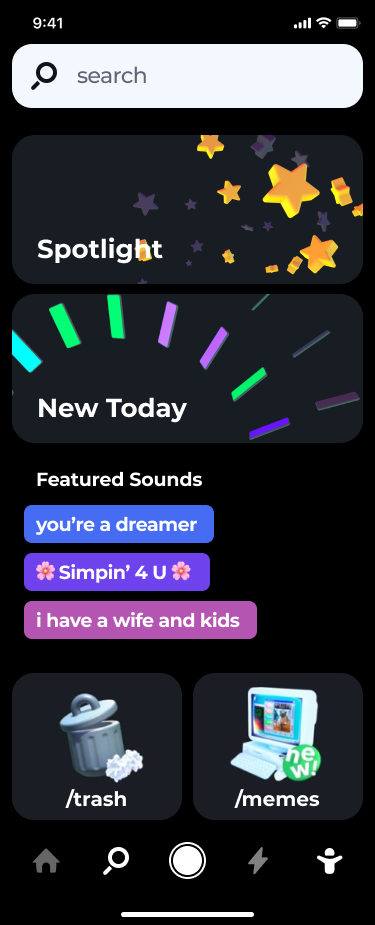 9:41
search
Spotlight
New Today
Featured Sounds
you’re a dreamer
🌸 Simpin’ 4 U 🌸
i have a wife and kids
new!
/trash
/memes